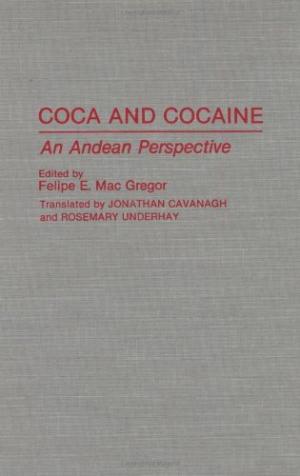 COCA AND COCAINE
An Andean Perspective
Edited by
Felipe E. Mac Gregor
Translated by JONATHAN CAVANAGH
and ROSEMARY UNDERHAY